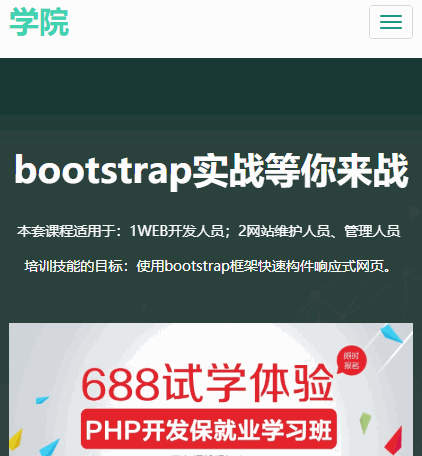 学院
bootstrap实战等你来战
本套课程适用于：1WEB开发人员；2网站维护人员、管理人员
培训技能的目标：使用bootstrap框架快速构件响应式网页。
限时
报名
688试学体验
PHP开发保就业学习班